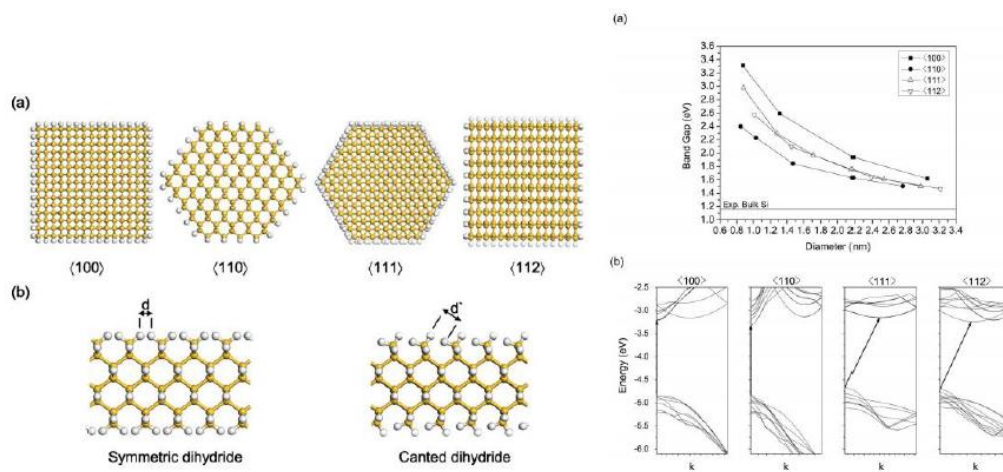 (a)
⟨100⟩ ⟨110⟩ ⟨111⟩ ⟨112⟩
(b)
d
d`
Symmetric dihydride
Canted dihydride
(a)
3.6
3.4
3.2
3.0
2.8
2.6
2.4
2.2
2.0
1.8
1.6
1.4
1.2
1.0
Band Gap (eV)
⟨100⟩
⟨110⟩
⟨111⟩
⟨112⟩
Exp. Bulk Si
0.6 0.8 1.0 1.2 1.4 1.6 1.8 2.0 2.2 2.4 2.6 2.8 3.0 3.2 3.4
Diameter (nm)
(b)
⟨100⟩ ⟨110⟩ ⟨111⟩ ⟨112⟩
-2.5
-3.0
-3.5
-4.0
-4.5
-5.0
-5.5
-6.0
Energy (eV)
k k k k